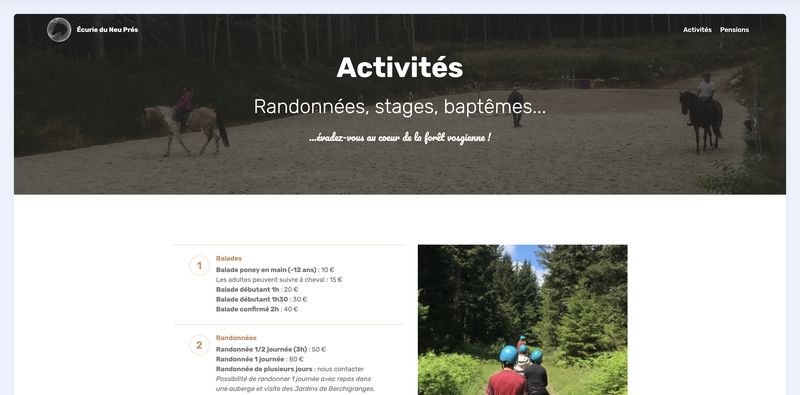 Écurie du Neu Prés
Activités Pensions
Activités
Randonnées, stages, baptêmes...
...évadez-vous au coeur de la forêt vosgienne !
1
Balades
Balade poney en main (-12 ans) : 10 €
Les adultes peuvent suivre à cheval : 15 €
Balade débutant 1h : 20 €
Balade débutant 1h30 : 30 €
Balade confirmé 2h : 40 €
2
Randonnées
Randonnée 1/2 journée (3h) : 50 €
Randonnée 1 journée : 80 €
Randonnée de plusieurs jours : nous contacter
Possibilité de randonner 1 journée avec repas dans
une auberge et visite des Jardins de Berchigranges.